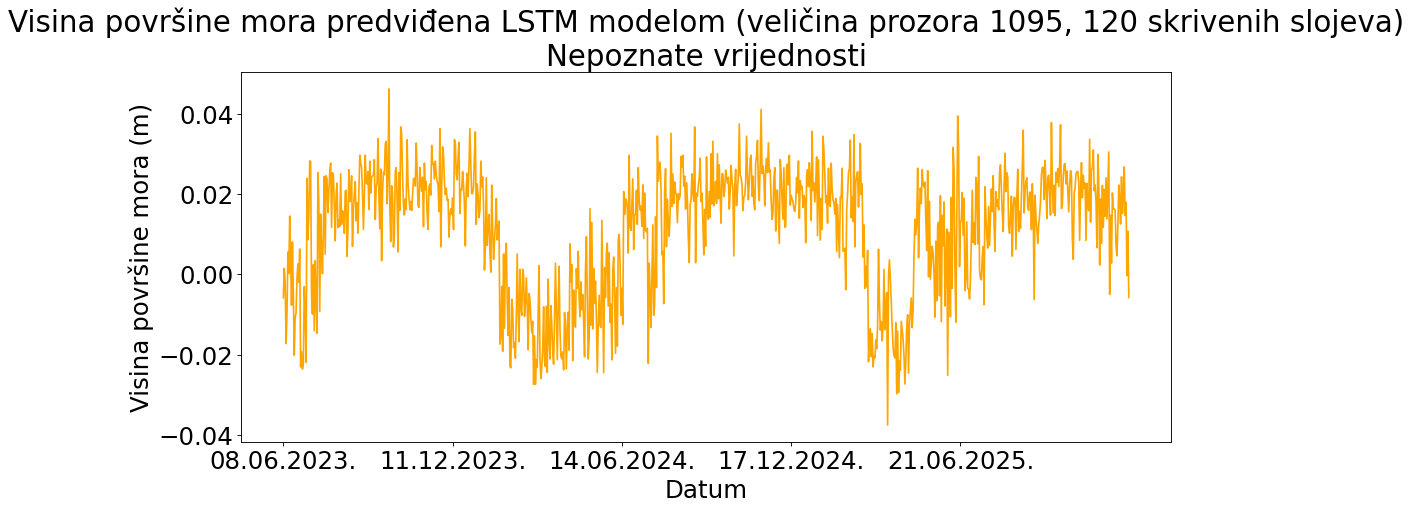 Visina površine mora predviđena LSTM modelom (veličina prozora 1095, 120 skrivenih slojeva)
Nepoznate vrijednosti
Visina površine mora (m)
0.04
0.02
0.00
−0.02
−0.04
08.06.2023. 11.12.2023. 14.06.2024. 17.12.2024. 21.06.2025.
Datum